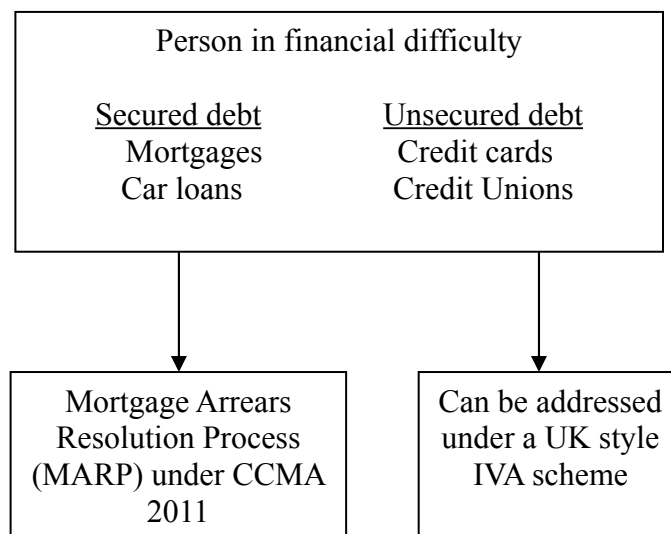 Person in financial difficulty
Secured debt
Mortgages
Car loans
Unsecured debt
Credit cards
Credit Unions
Mortgage Arrears
Resolution Process
(MARP) under CCMA
2011
Can be addressed
under a UK style
IVA scheme